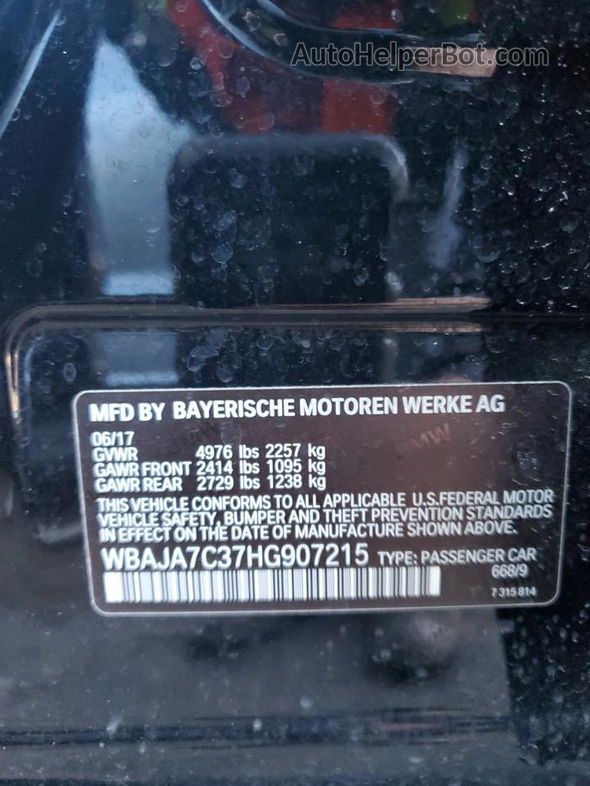 AutoHelperBot.com
MFD BY BAYERISCHE MOTOREN WERKE AG
06/17
GVWR 4976 lbs 2257 kg
GAWR FRONT 2414 lbs 1095 kg
GAWR REAR 2729 lbs 1238 kg
THIS VEHICLE CONFORMS TO ALL APPLICABLE U.S.FEDERAL MOTOR
VEHICLE SAFETY, BUMPER AND THEFT PREVENTION STANDARDS
IN EFFECT ON THE DATE OF MANUFACTURE SHOWN ABOVE.
WBAJA7C37HG907215 TYPE: PASSENGER CAR
668/9
7 315 814